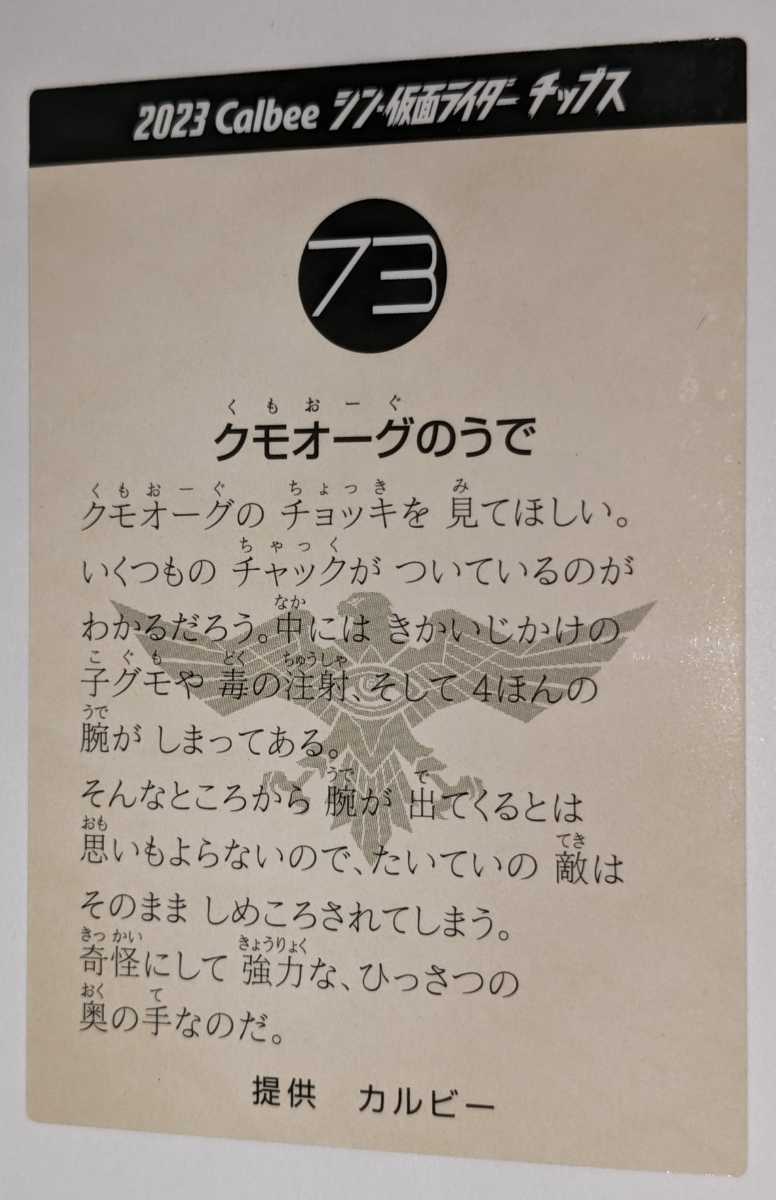 2023 Calbee シン・仮面ライダー チップス
73
くもおーぐ
クモオーグのうで
くもおーぐ ちょっき み
クモオーグの チョッキを 見てほしい。
ちゃっく
いくつもの チャックが ついているのが
なか
わかるだろう。中には きかいじかけの
こぐも どく ちゅうしゃ
子グモや 毒の注射、そして 4ほんの
うで
腕が しまってある。
うで で
そんなところから 腕が 出てくるとは
おも てき
思いもよらないので、たいていの 敵は
そのまま しめころされてしまう。
きっかい きょうりょく
奇怪にして 強力な、ひっさつの
おく て
奥の手なのだ。
提供 カルビー